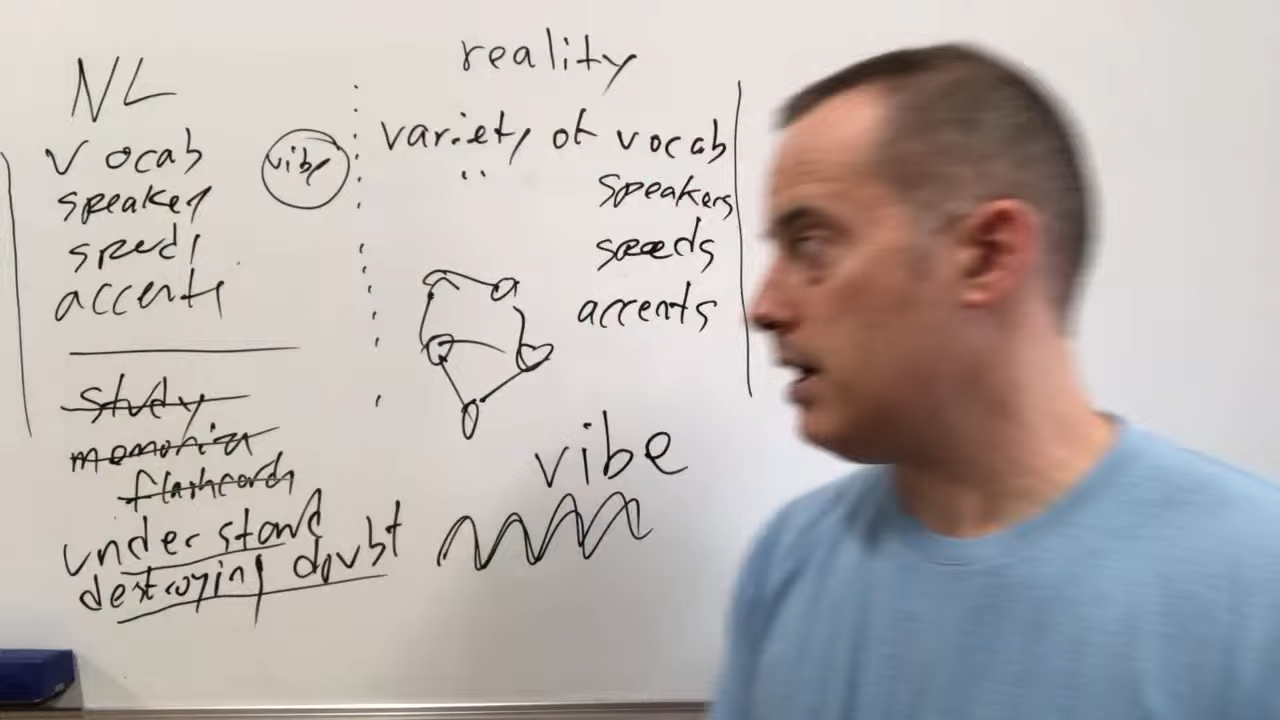 NL
vocab
speaker
speed
accents
vibe
study
memorize
flashcards
understand
destroying doubt
reality
variety of vocab
" speakers
speeds
accents
vibe